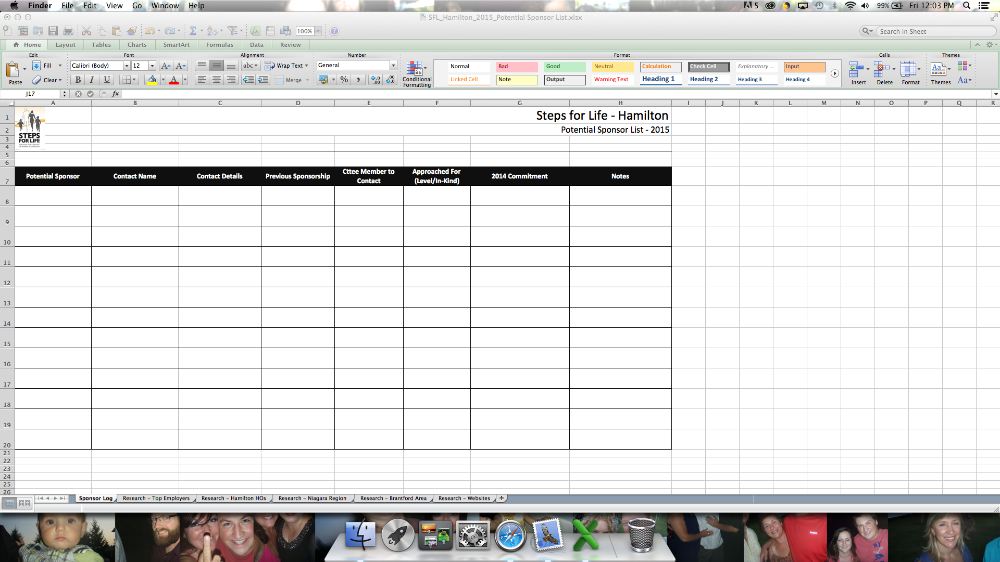 Finder File Edit View Go Window Help 5 99% Fri 12:03 PM
SFL_Hamilton_2015_Potential Sponsor List.xlsx
100% Search in Sheet
Home Layout Tables Charts SmartArt Formulas Data Review
Edit Font Alignment Number Format Cells Themes
Fill Calibri (Body) 12 A A abc Wrap Text General Normal Bad Good Neutral Calculation Check Cell Explanatory ... Input Aa
Paste Clear B I U A Merge % Conditional Formatting Linked Cell Note Output Warning Text Heading 1 Heading 2 Heading 3 Heading 4 Insert Delete Format Themes Aa
J17 fx
A B C D E F G H I J K L M N O P Q R
1 Steps for Life - Hamilton
2 Potential Sponsor List - 2015
STEPS
FOR LIFE
3
4
5
6
7 Potential Sponsor Contact Name Contact Details Previous Sponsorship Cttee Member to Contact Approached For (Level/In-Kind) 2014 Commitment Notes
8
9
10
11
12
13
14
15
16
17
18
19
20
21
22
23
24
25
26
Sponsor Log Research - Top Employers Research - Hamilton HOs Research - Niagara Region Research - Brantford Area Research - Websites +